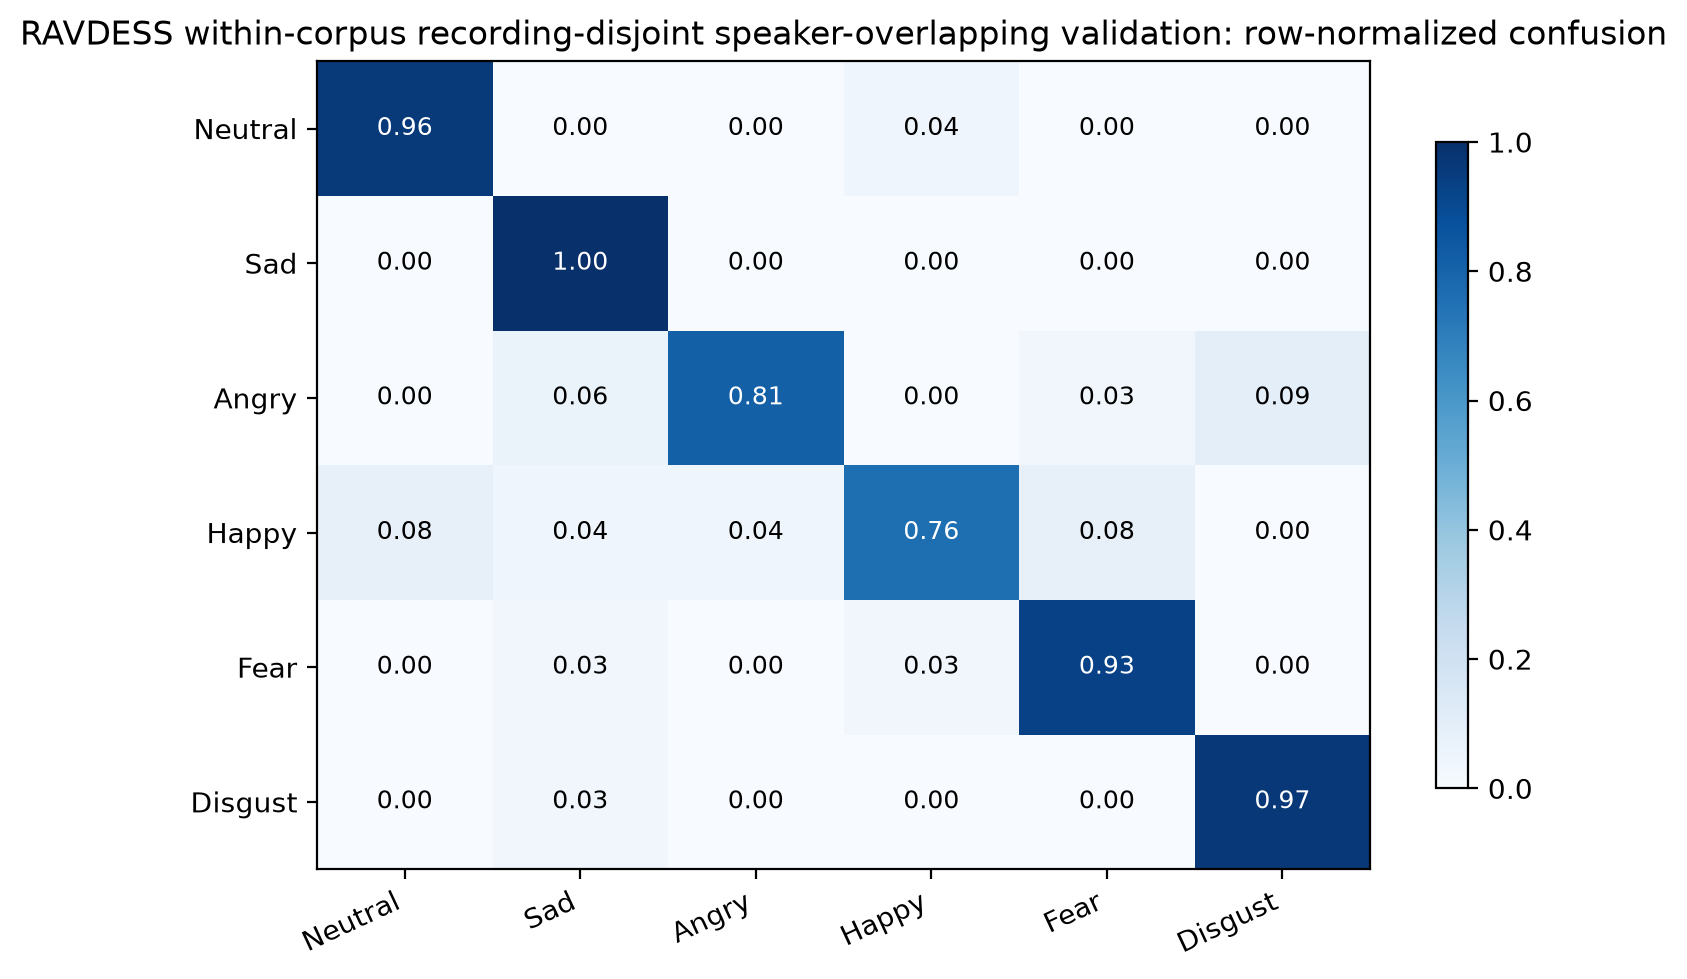 RAVDESS within-corpus recording-disjoint speaker-overlapping validation: row-normalized confusion
Neutral 0.96 0.00 0.00 0.04 0.00 0.00
Sad 0.00 1.00 0.00 0.00 0.00 0.00
Angry 0.00 0.06 0.81 0.00 0.03 0.09
Happy 0.08 0.04 0.04 0.76 0.08 0.00
Fear 0.00 0.03 0.00 0.03 0.93 0.00
Disgust 0.00 0.03 0.00 0.00 0.00 0.97
Neutral Sad Angry Happy Fear Disgust
1.0
0.8
0.6
0.4
0.2
0.0